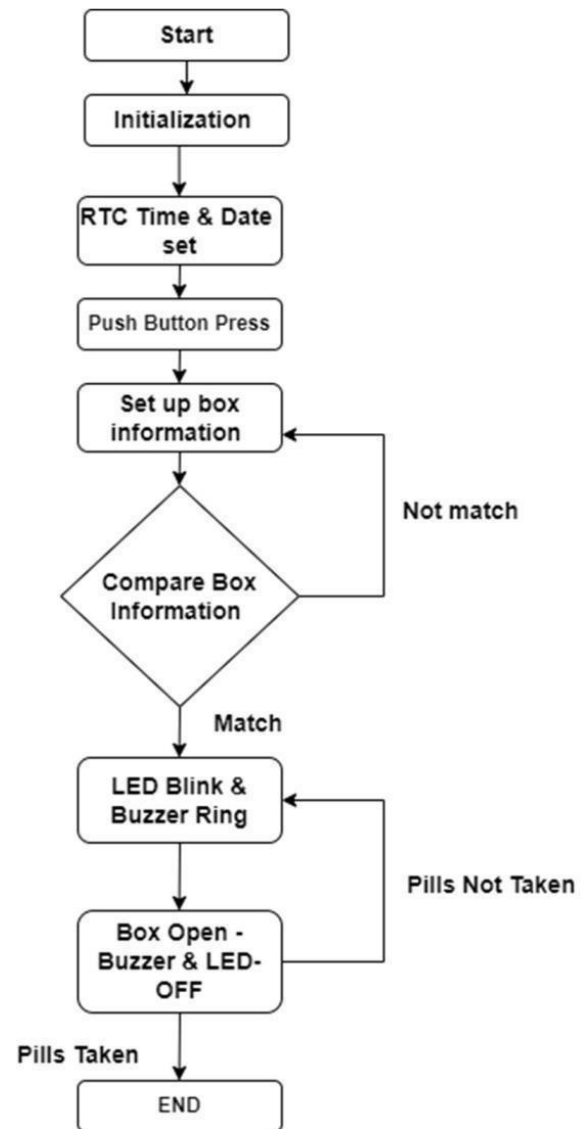 Start
Initialization
RTC Time & Date
set
Push Button Press
Set up box
information
Not match
Compare Box
Information
Match
LED Blink &
Buzzer Ring
Pills Not Taken
Box Open -
Buzzer & LED-
OFF
Pills Taken
END